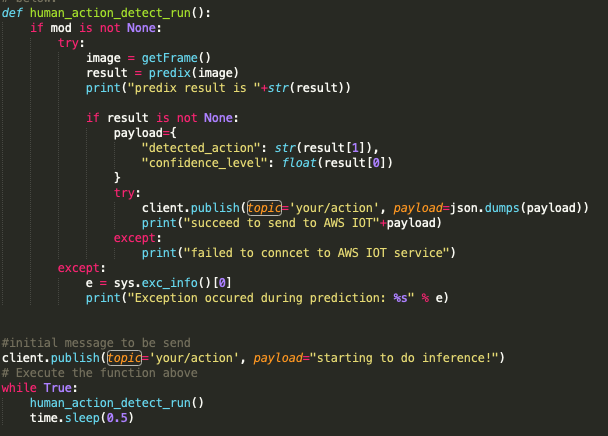 def human_action_detect_run():
    if mod is not None:
        try:
            image = getFrame()
            result = predix(image)
            print("predix result is "+str(result))

            if result is not None:
                payload={
                    "detected_action": str(result[1]),
                    "confidence_level": float(result[0])
                }
                try:
                    client.publish(topic='your/action', payload=json.dumps(payload))
                    print("succeed to send to AWS IOT"+payload)
                except:
                    print("failed to conncet to AWS IOT service")
        except:
            e = sys.exc_info()[0]
            print("Exception occured during prediction: %s" % e)


#initial message to be send
client.publish(topic='your/action', payload="starting to do inference!")
# Execute the function above
while True:
    human_action_detect_run()
    time.sleep(0.5)